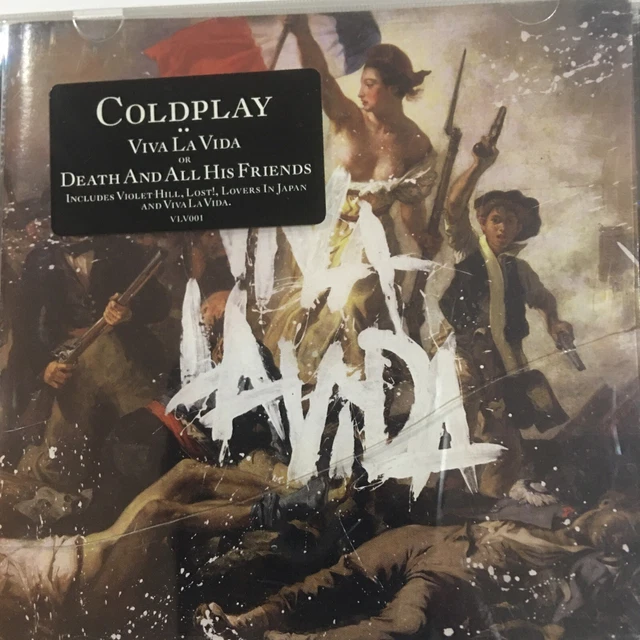 COLDPLAY
VIVA LA VIDA
OR
DEATH AND ALL HIS FRIENDS
INCLUDES VIOLET HILL, LOST!, LOVERS IN JAPAN
AND VIVA LA VIDA.
VLV001
VIVA
LA VIDA